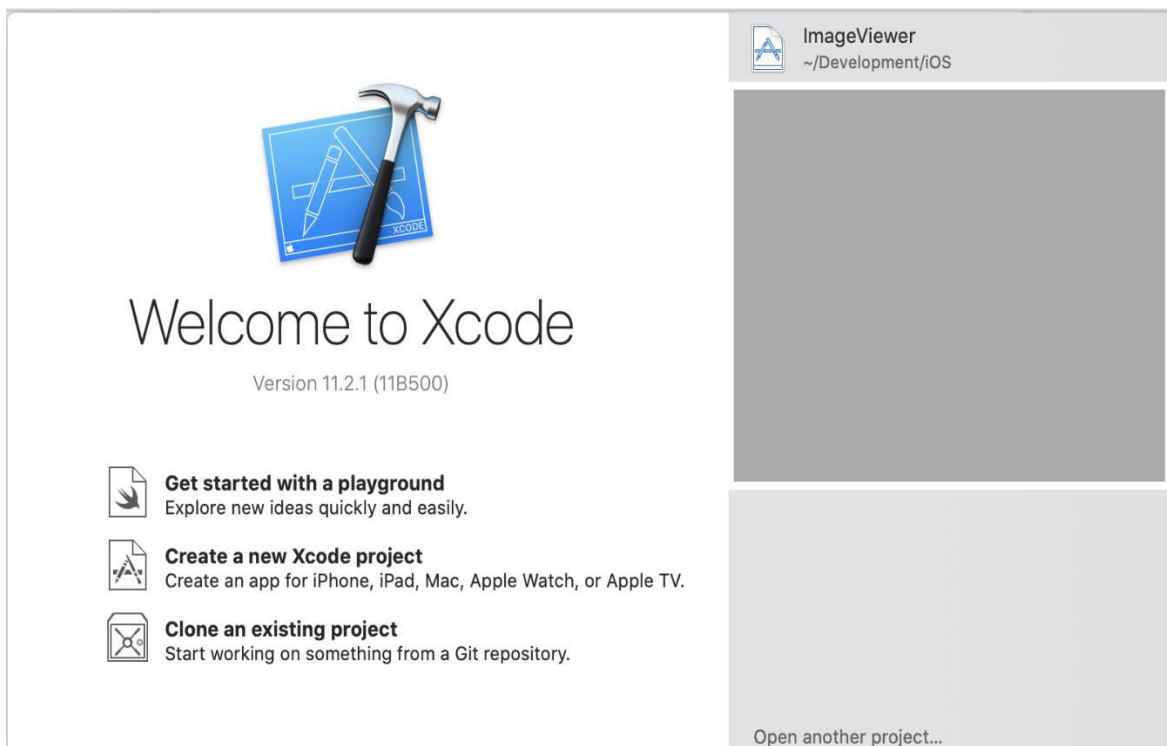 XCODE
Welcome to Xcode
Version 11.2.1 (11B500)
Get started with a playground
Explore new ideas quickly and easily.
Create a new Xcode project
Create an app for iPhone, iPad, Mac, Apple Watch, or Apple TV.
Clone an existing project
Start working on something from a Git repository.
ImageViewer
~/Development/iOS
Open another project...